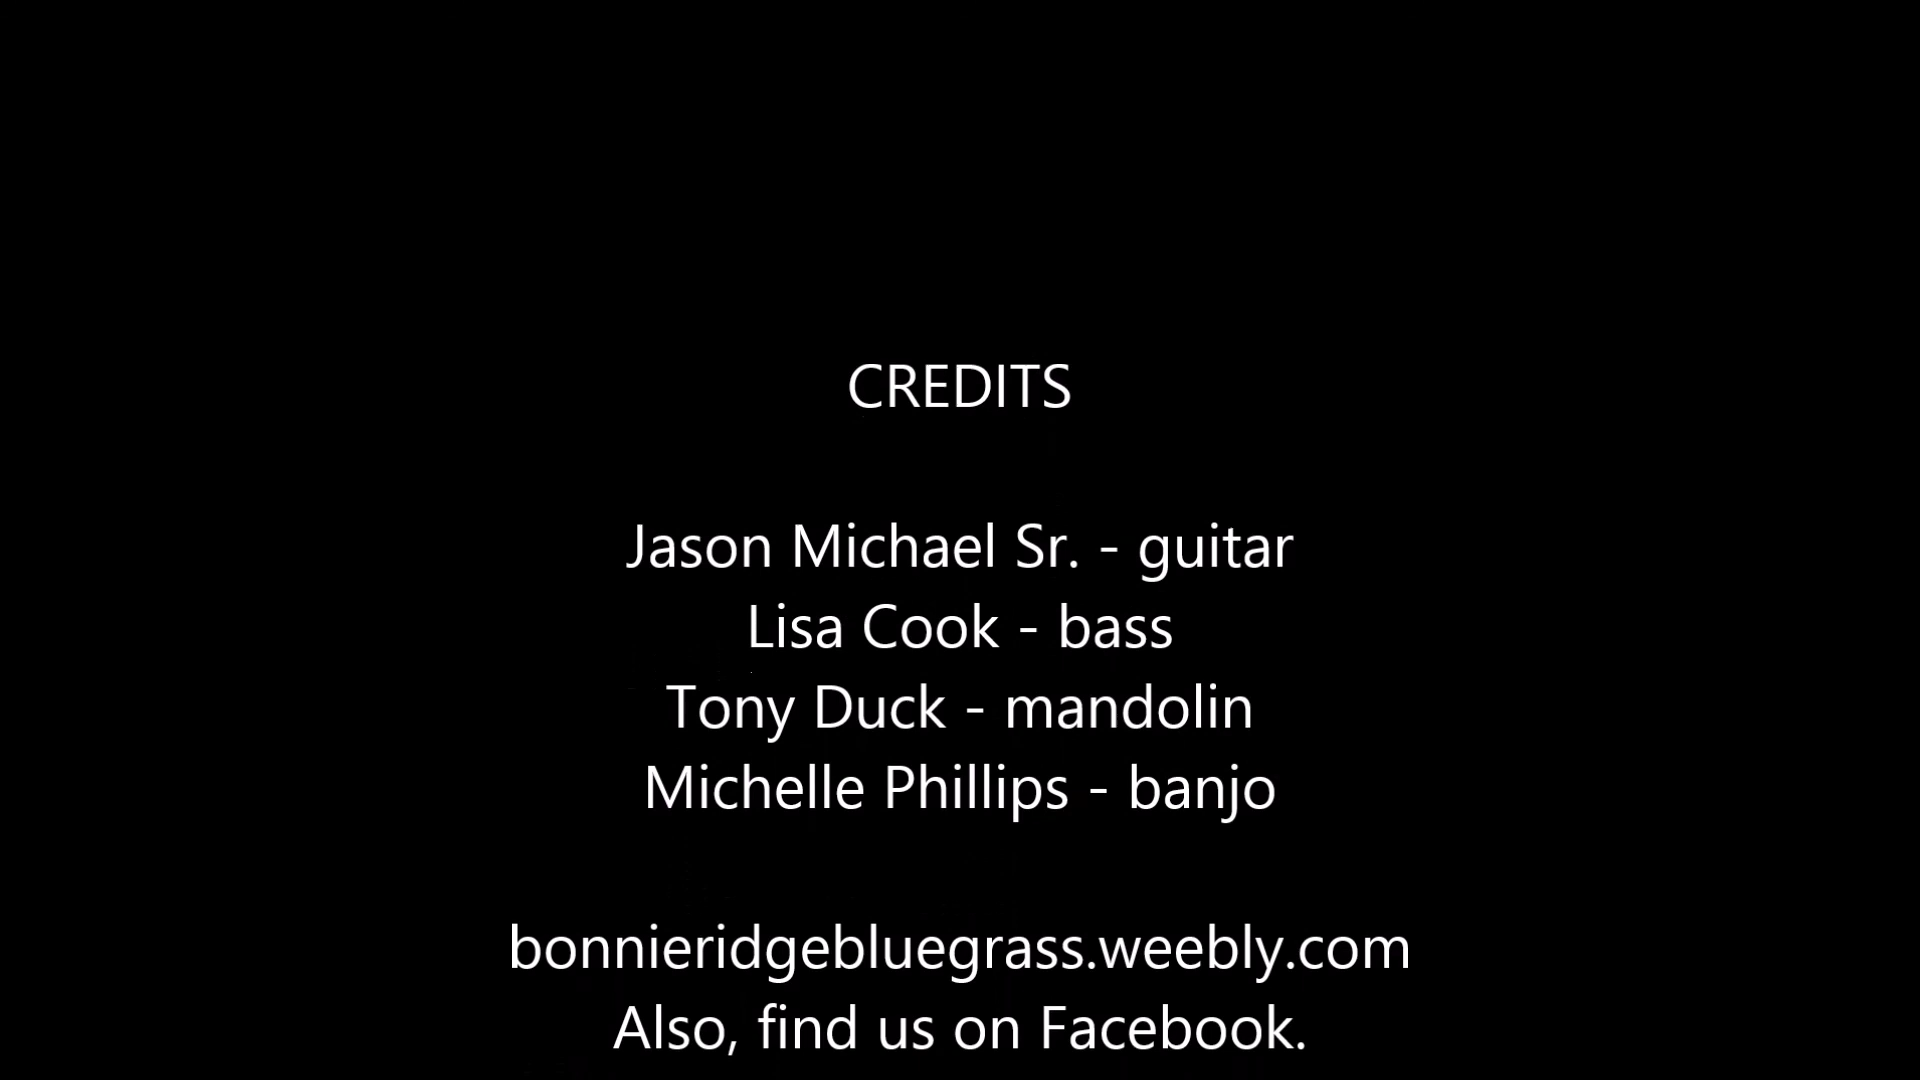 CREDITS
Jason Michael Sr. - guitar
Lisa Cook - bass
Tony Duck - mandolin
Michelle Phillips - banjo
bonnieridgebluegrass.weebly.com
Also, find us on Facebook.